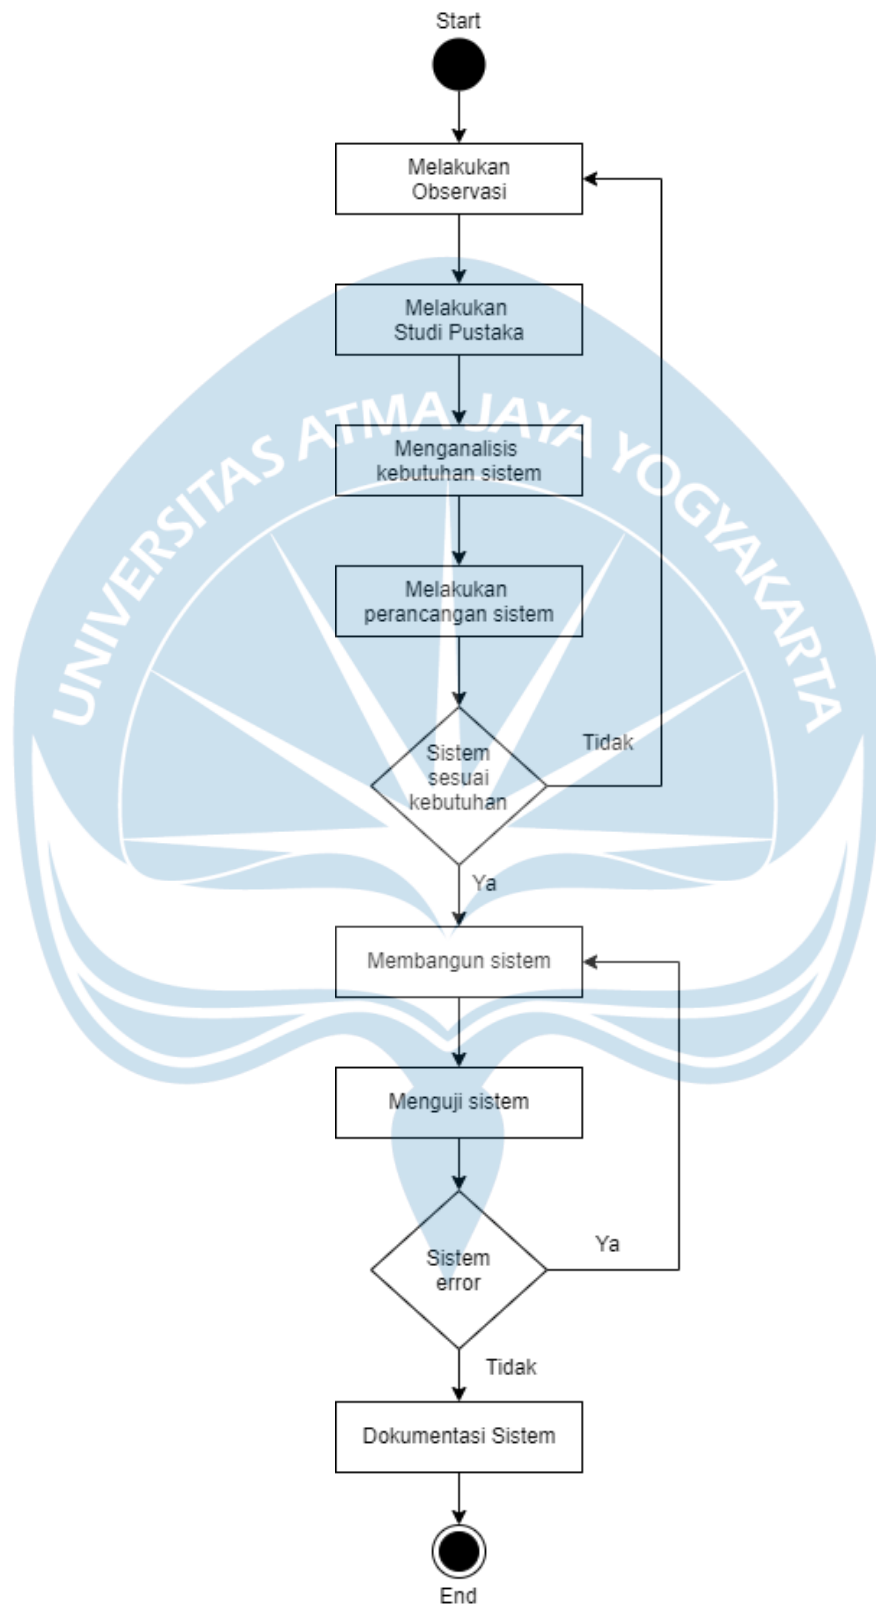 Start
Melakukan
Observasi
Melakukan
Studi Pustaka
UNIVERSITAS ATMA JAYA YOGYAKARTA
Menganalisis
kebutuhan sistem
Melakukan
perancangan sistem
Sistem
sesuai
kebutuhan
Tidak
Ya
Membangun sistem
Menguji sistem
Sistem
error
Ya
Tidak
Dokumentasi Sistem
End